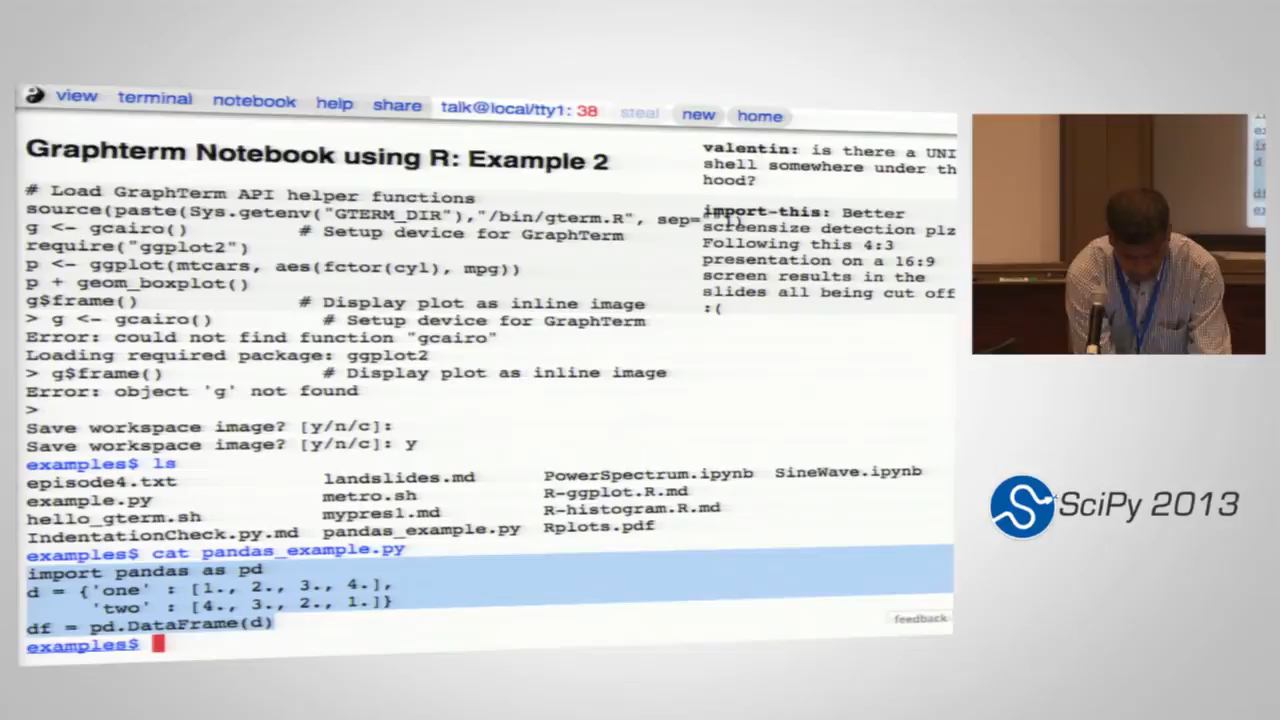 view terminal notebook help share talk@local/tty1: 38 steal new home
Graphterm Notebook using R: Example 2
# Load GraphTerm API helper functions
source(paste(Sys.getenv("GTERM_DIR"),"/bin/gterm.R", sep=""))
g <- gcairo() # Setup device for GraphTerm
require("ggplot2")
p <- ggplot(mtcars, aes(fctor(cyl), mpg))
p + geom_boxplot()
g$frame() # Display plot as inline image
> g <- gcairo() # Setup device for GraphTerm
Error: could not find function "gcairo"
Loading required package: ggplot2
> g$frame() # Display plot as inline image
Error: object 'g' not found
>
Save workspace image? [y/n/c]:
Save workspace image? [y/n/c]: y
examples$ ls
episode4.txt landslides.md PowerSpectrum.ipynb SineWave.ipynb
example.py metro.sh R-ggplot.R.md
hello_gterm.sh mypres1.md R-histogram.R.md
IndentationCheck.py.md pandas_example.py Rplots.pdf
examples$ cat pandas_example.py
import pandas as pd
d = {'one' : [1., 2., 3., 4.],
'two' : [4., 3., 2., 1.]}
df = pd.DataFrame(d)
examples$
valentin: is there a UNI
shell somewhere under th
hood?
import-this: Better
screensize detection plz
Following this 4:3
presentation on a 16:9
screen results in the
slides all being cut off
:(
feedback
SciPy 2013